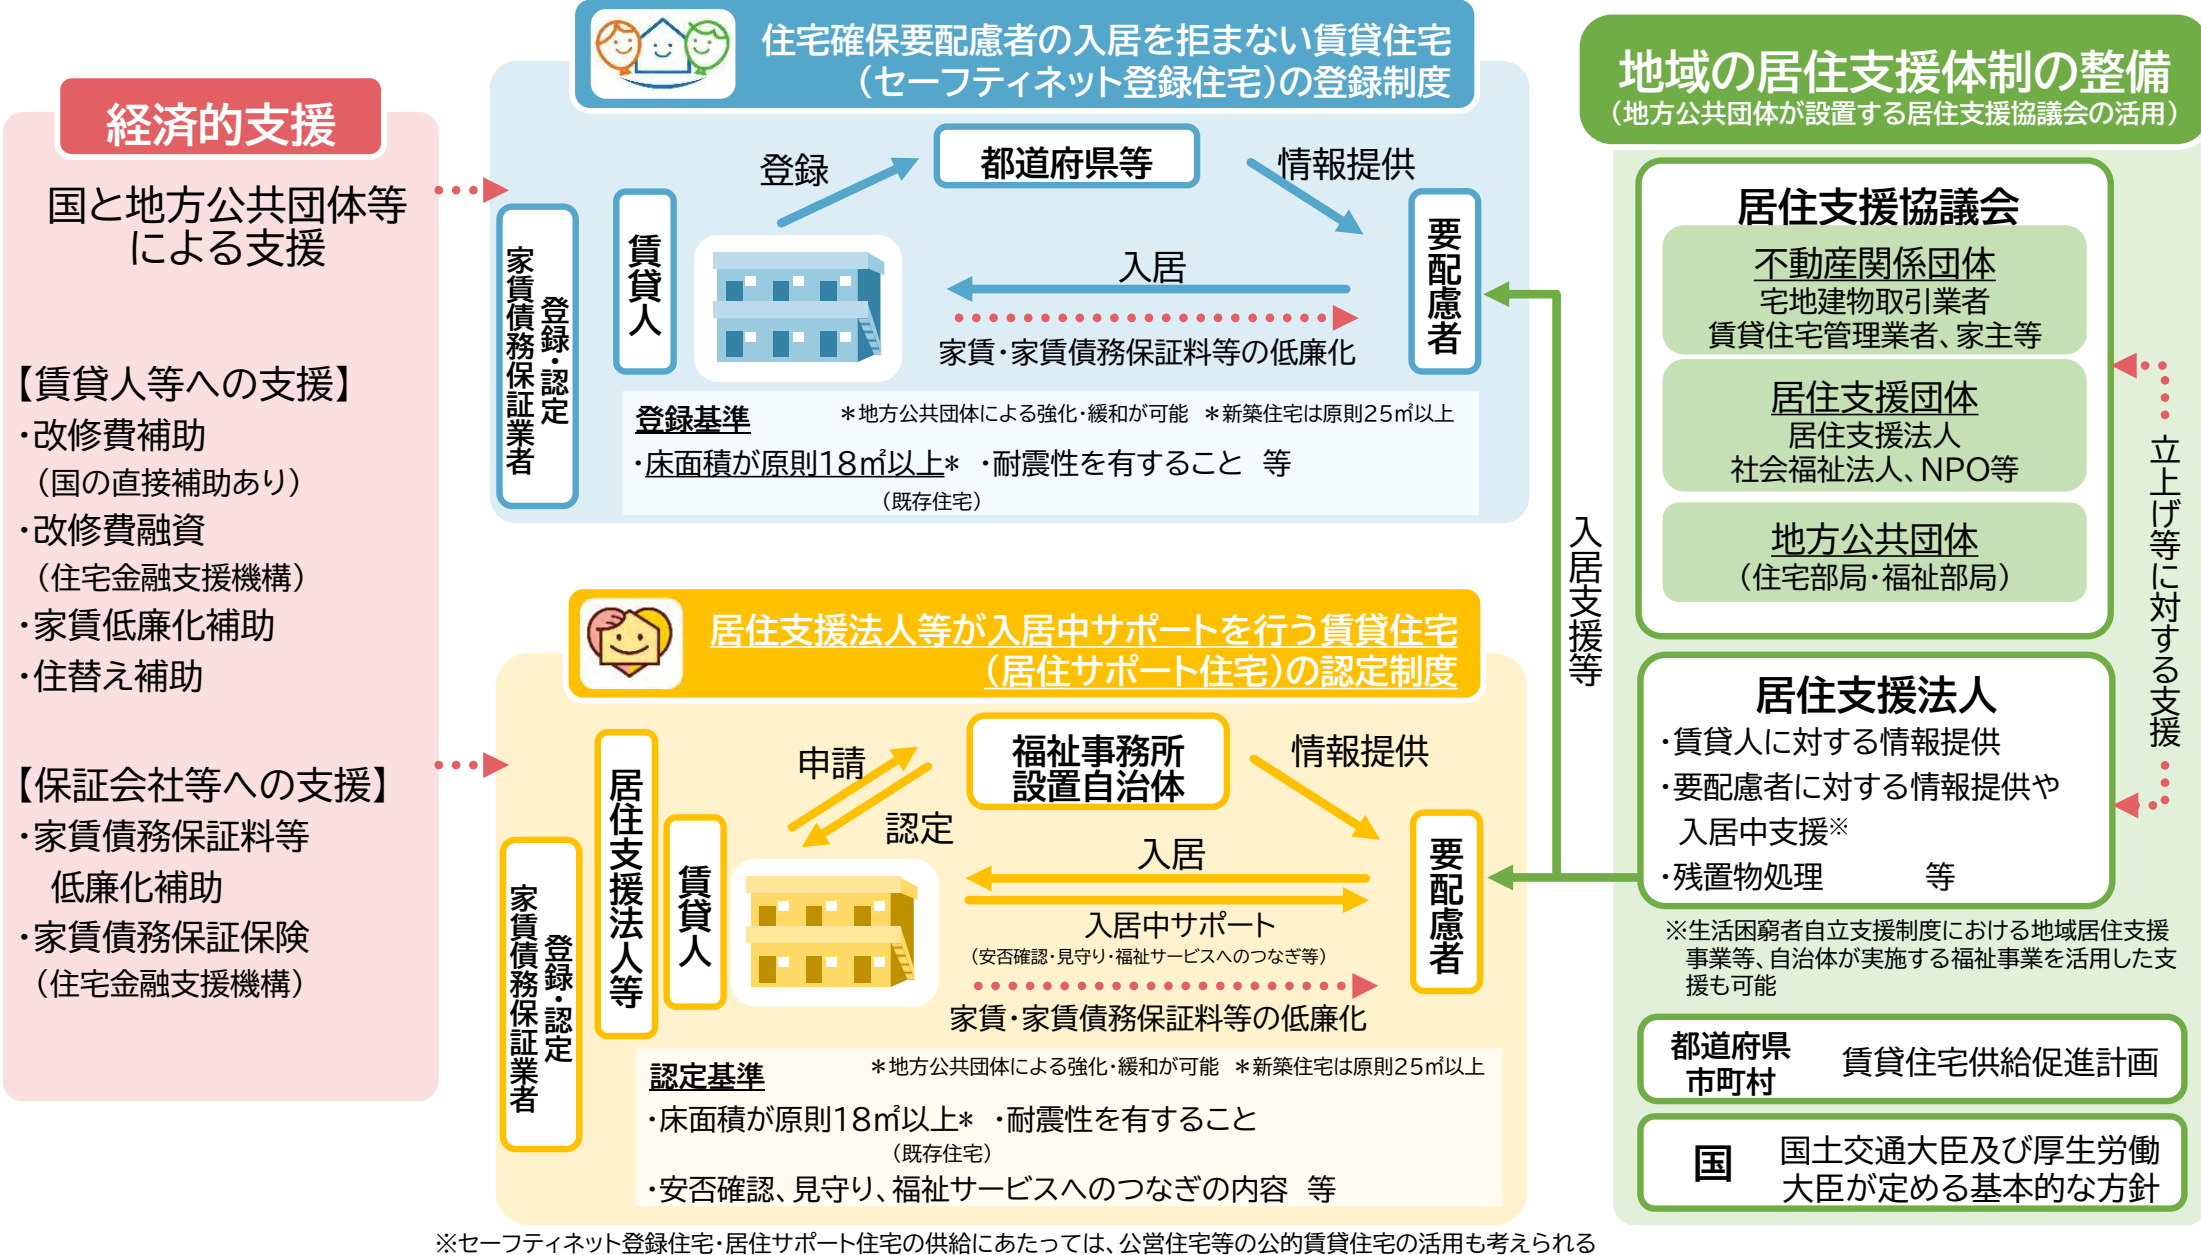 経済的支援
国と地方公共団体等
による支援
【賃貸人等への支援】
・改修費補助
（国の直接補助あり）
・改修費融資
（住宅金融支援機構）
・家賃低廉化補助
・住替え補助
【保証会社等への支援】
・家賃債務保証料等
低廉化補助
・家賃債務保証保険
（住宅金融支援機構）
住宅確保要配慮者の入居を拒まない賃貸住宅
（セーフティネット登録住宅）の登録制度
都道府県等
登録
情報提供
登録・認定
家賃債務保証業者
賃貸人
要配慮者
入居
家賃・家賃債務保証料等の低廉化
登録基準
＊地方公共団体による強化・緩和が可能　＊新築住宅は原則25㎡以上
・床面積が原則18㎡以上*　・耐震性を有すること　等
（既存住宅）
居住支援法人等が入居中サポートを行う賃貸住宅
（居住サポート住宅）の認定制度
福祉事務所
設置自治体
申請
認定
情報提供
登録・認定
家賃債務保証業者
居住支援法人等
賃貸人
要配慮者
入居
入居中サポート
（安否確認・見守り・福祉サービスへのつなぎ等）
家賃・家賃債務保証料等の低廉化
認定基準
＊地方公共団体による強化・緩和が可能　＊新築住宅は原則25㎡以上
・床面積が原則18㎡以上*　・耐震性を有すること
（既存住宅）
・安否確認、見守り、福祉サービスへのつなぎの内容　等
入居支援等
地域の居住支援体制の整備
（地方公共団体が設置する居住支援協議会の活用）
居住支援協議会
不動産関係団体
宅地建物取引業者
賃貸住宅管理業者、家主等
居住支援団体
居住支援法人
社会福祉法人、NPO等
地方公共団体
（住宅部局・福祉部局）
立上げ等に対する支援
居住支援法人
・賃貸人に対する情報提供
・要配慮者に対する情報提供や
入居中支援※
・残置物処理　　　等
※生活困窮者自立支援制度における地域居住支援
事業等、自治体が実施する福祉事業を活用した支
援も可能
都道府県
市町村
賃貸住宅供給促進計画
国
国土交通大臣及び厚生労働
大臣が定める基本的な方針
※セーフティネット登録住宅・居住サポート住宅の供給にあたっては、公営住宅等の公的賃貸住宅の活用も考えられる